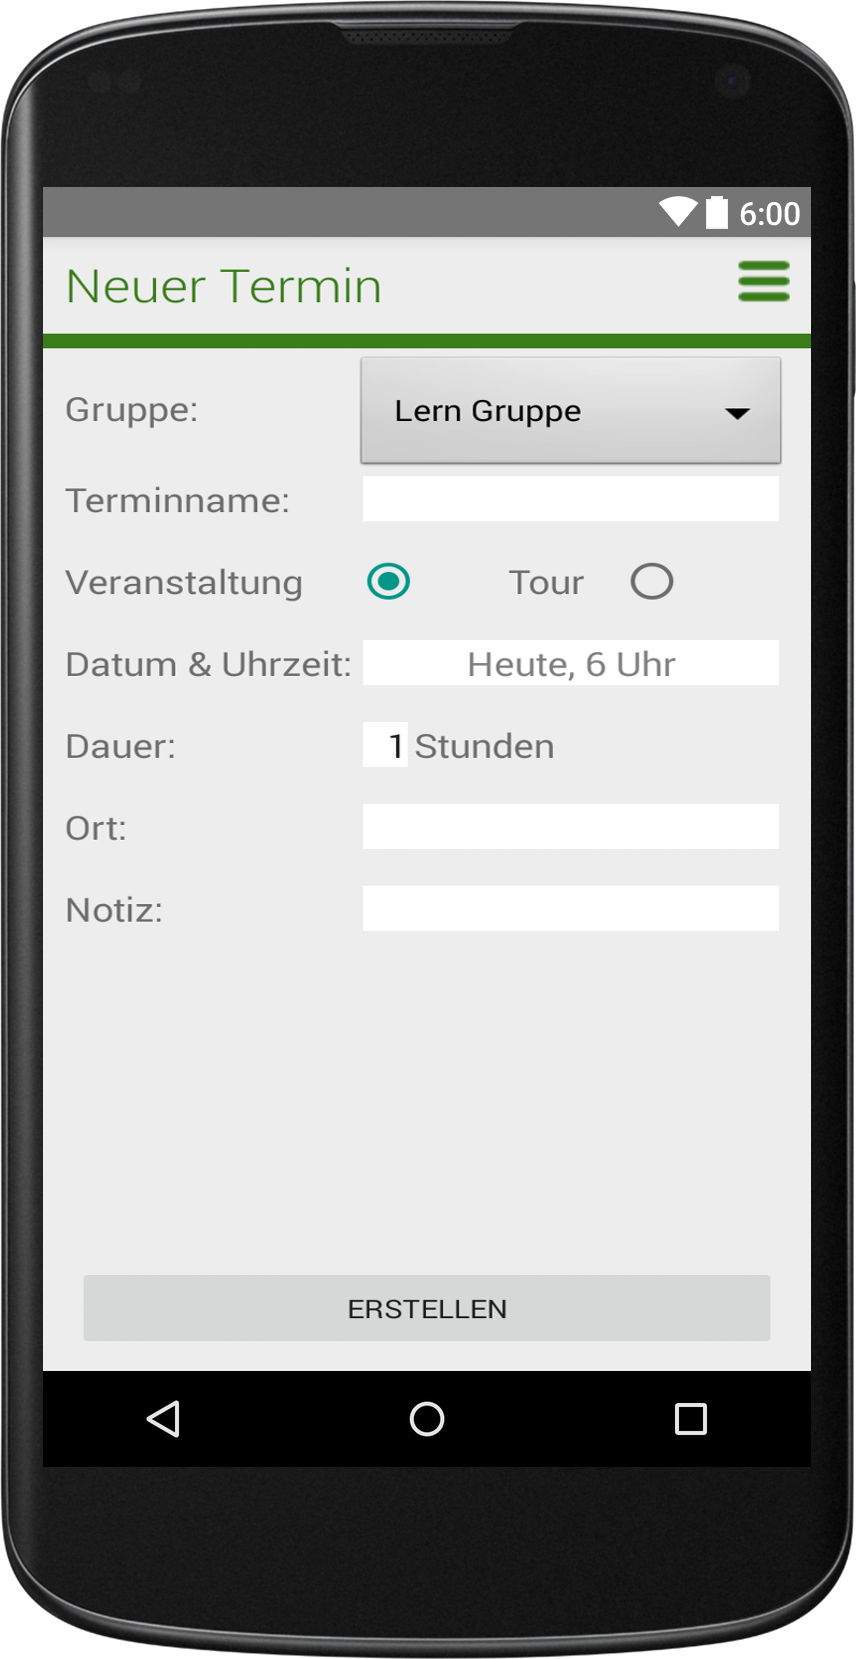 6:00
Neuer Termin
Gruppe: Lern Gruppe
Terminname:
Veranstaltung Tour
Datum & Uhrzeit: Heute, 6 Uhr
Dauer: 1 Stunden
Ort:
Notiz:
ERSTELLEN